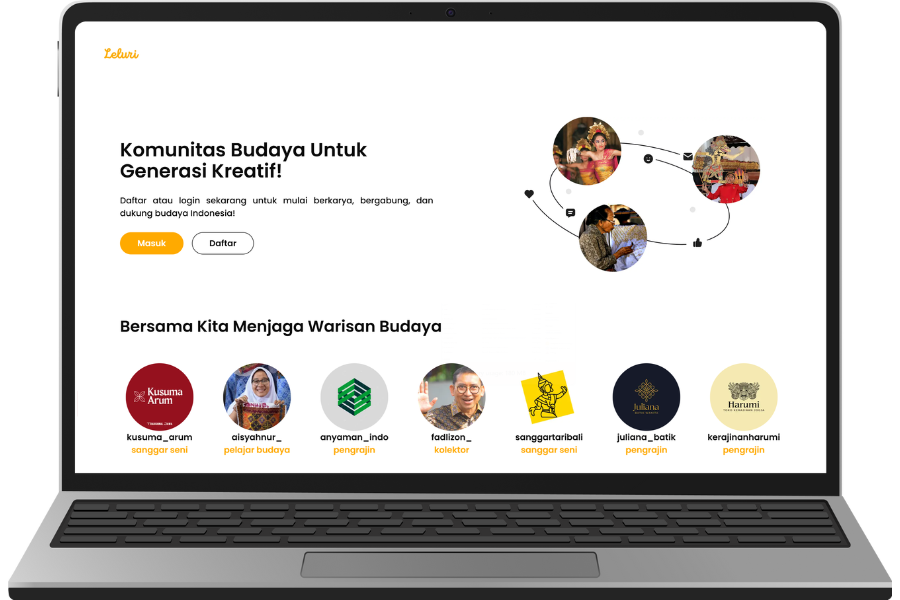 Leluri
Komunitas Budaya Untuk
Generasi Kreatif!
Daftar atau login sekarang untuk mulai berkarya, bergabung, dan
dukung budaya Indonesia!
Masuk
Daftar
Bersama Kita Menjaga Warisan Budaya
Kusuma
Arum
Juliana
Harumi
kusuma_arum
aisyahnur_
anyaman_indo
fadlizon_
sanggartaribali
juliana_batik
kerajinanharumi
sanggar seni
pelajar budaya
pengrajin
kolektor
sanggar seni
pengrajin
pengrajin